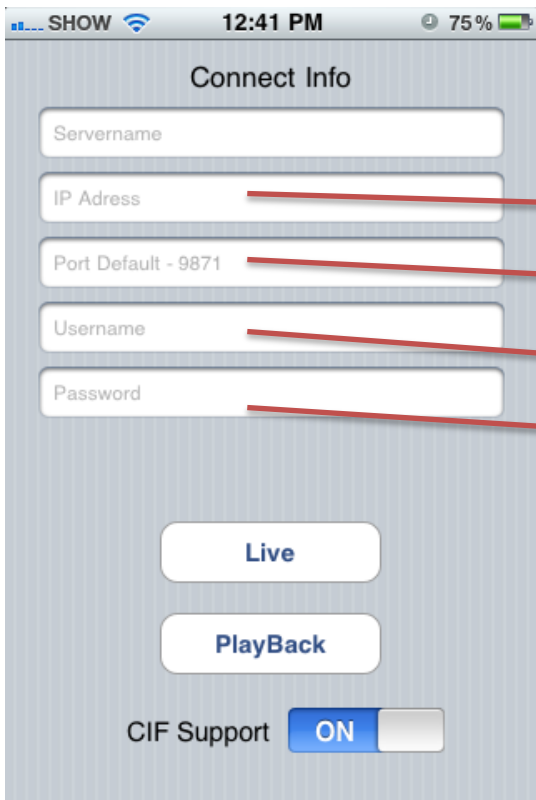 SHOW 12:41 PM 75%
Connect Info
Servername
IP Adress
Port Default - 9871
Username
Password
Live
PlayBack
CIF Support ON